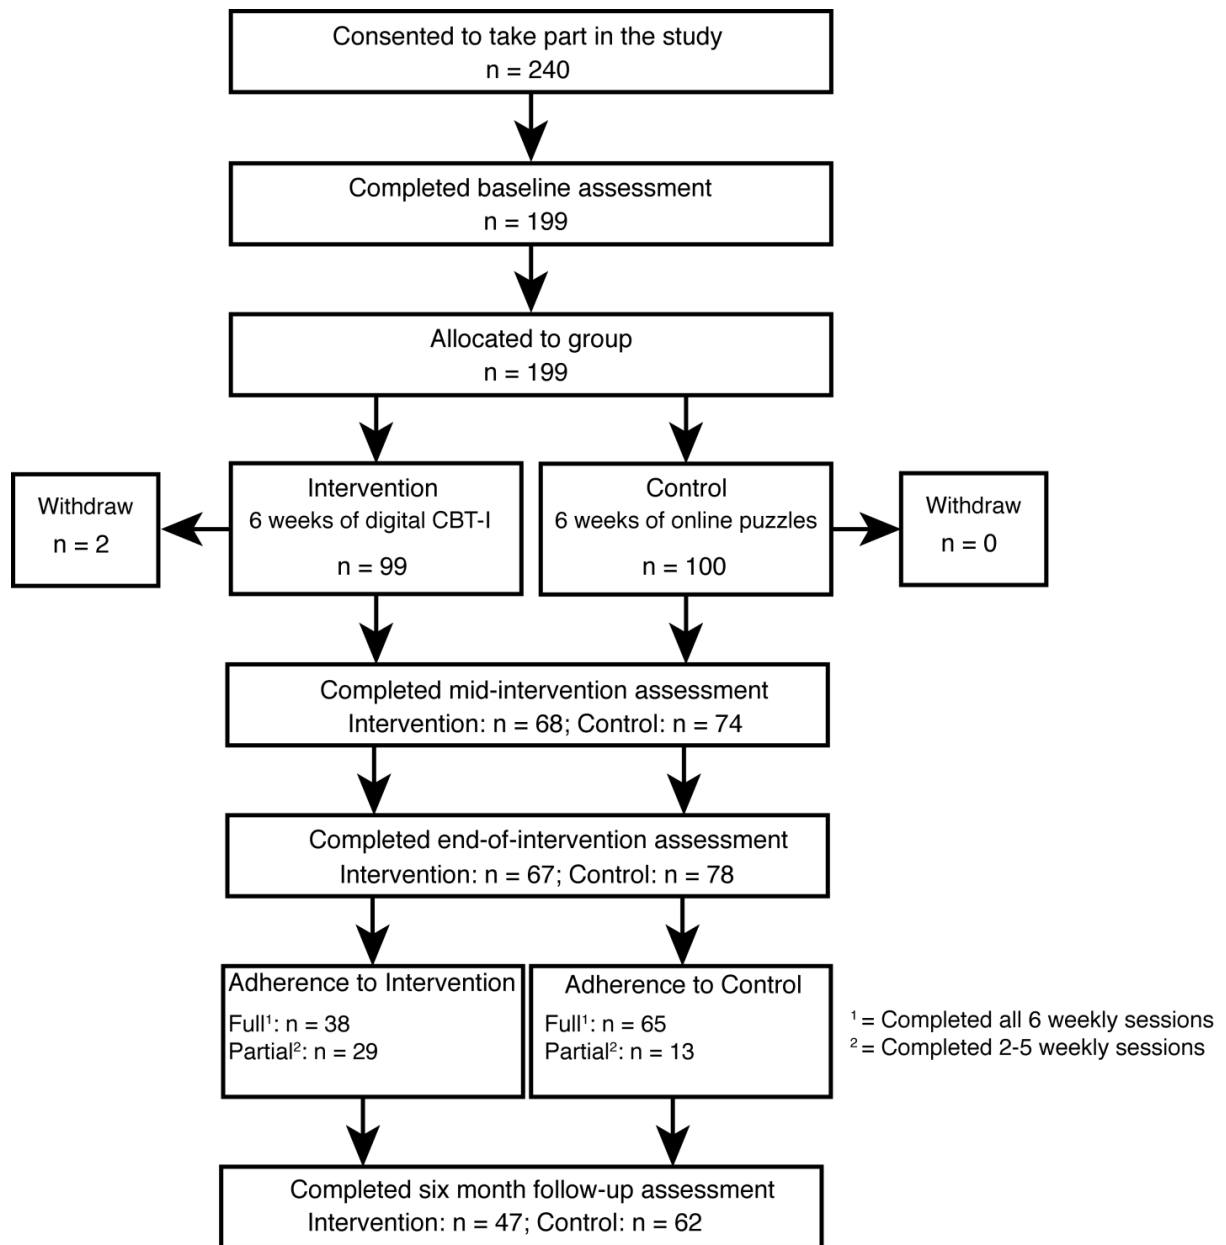 Consented to take part in the study
n = 240
Completed baseline assessment
n = 199
Allocated to group
n = 199
Withdraw
n = 2
Intervention
6 weeks of digital CBT-I
n = 99
Control
6 weeks of online puzzles
n = 100
Withdraw
n = 0
Completed mid-intervention assessment
Intervention: n = 68; Control: n = 74
Completed end-of-intervention assessment
Intervention: n = 67; Control: n = 78
Adherence to Intervention
Full¹: n = 38
Partial²: n = 29
Adherence to Control
Full¹: n = 65
Partial²: n = 13
¹ = Completed all 6 weekly sessions
² = Completed 2-5 weekly sessions
Completed six month follow-up assessment
Intervention: n = 47; Control: n = 62